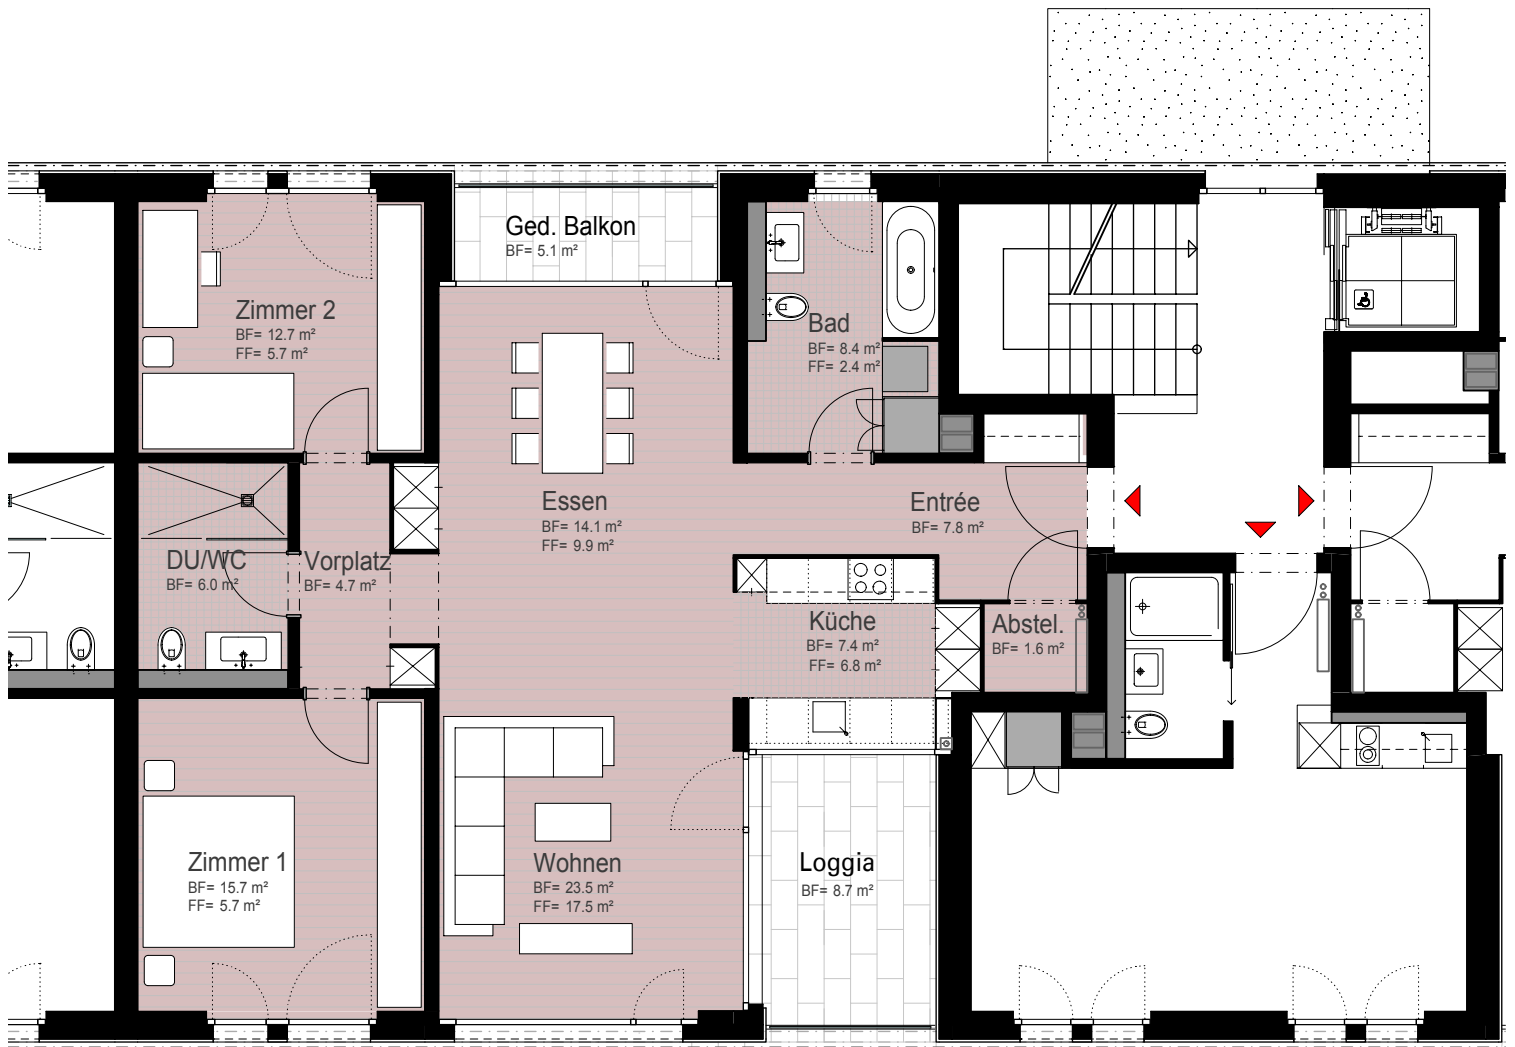 Ged. Balkon
BF= 5.1 m²
Zimmer 2
BF= 12.7 m²
FF= 5.7 m²
Bad
BF= 8.4 m²
FF= 2.4 m²
Essen
BF= 14.1 m²
FF= 9.9 m²
Entrée
BF= 7.8 m²
DU/WC
BF= 6.0 m²
Vorplatz
BF= 4.7 m²
Küche
BF= 7.4 m²
FF= 6.8 m²
Abstel.
BF= 1.6 m²
Zimmer 1
BF= 15.7 m²
FF= 5.7 m²
Wohnen
BF= 23.5 m²
FF= 17.5 m²
Loggia
BF= 8.7 m²